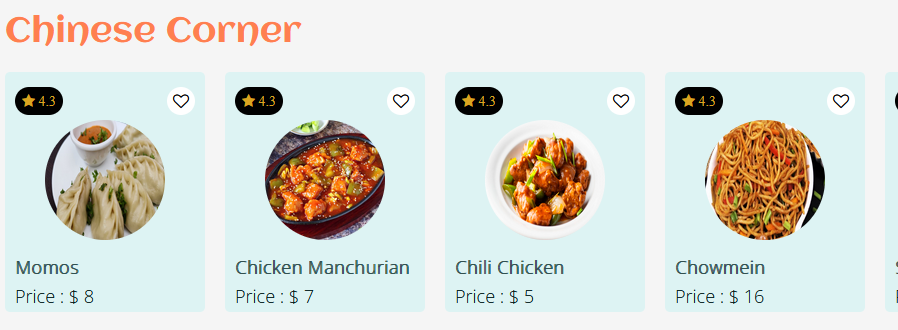 Chinese Corner
4.3
4.3
4.3
4.3
Momos
Chicken Manchurian
Chili Chicken
Chowmein
Price : $ 8
Price : $ 7
Price : $ 5
Price : $ 16